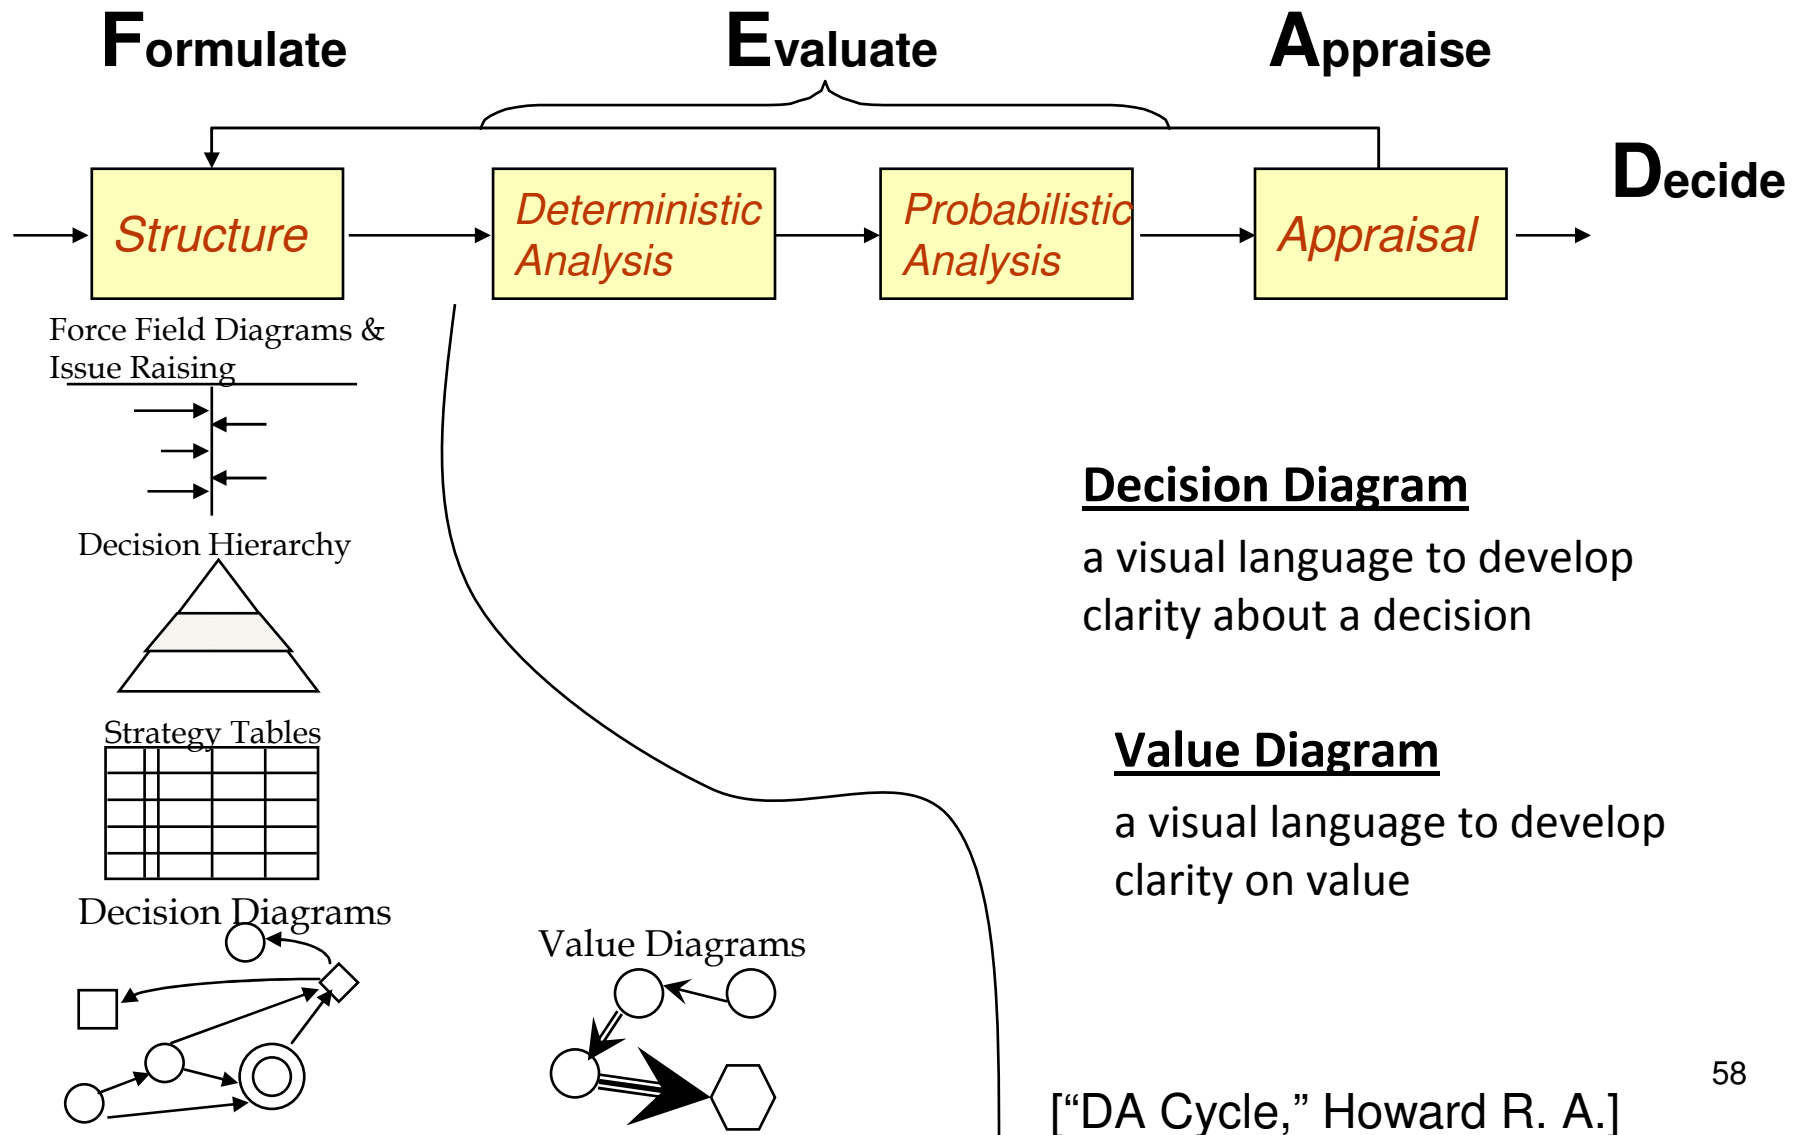 Formulate
Evaluate
Appraise
Decide
Structure
Deterministic
Analysis
Probabilistic
Analysis
Appraisal
Force Field Diagrams &
Issue Raising
Decision Hierarchy
Strategy Tables
Decision Diagrams
Value Diagrams
Decision Diagram
a visual language to develop
clarity about a decision
Value Diagram
a visual language to develop
clarity on value
58
[“DA Cycle,” Howard R. A.]